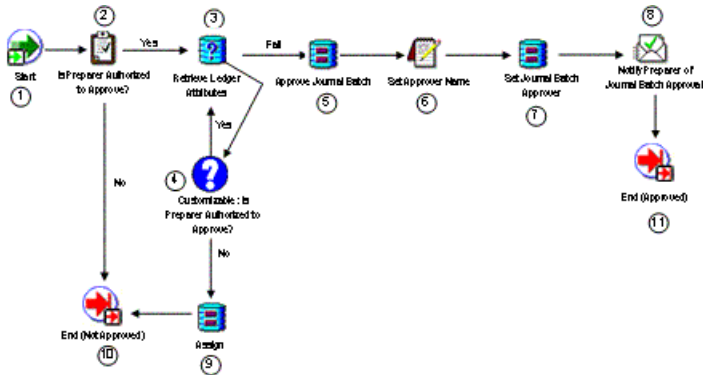 2
3
8
Yes
Fail
Start
1
Is Preparer Authorized
to Approve?
Retrieve Ledger
Attributes
Approve Journal Batch
5
Set Approver Name
6
Set Journal Batch
Approver
7
Notify Preparer of
Journal Batch Approval
Yes
No
4
Customizable : Is
Preparer Authorized to
Approve?
End (Approved)
11
No
End (Not Approved)
10
Assign
9